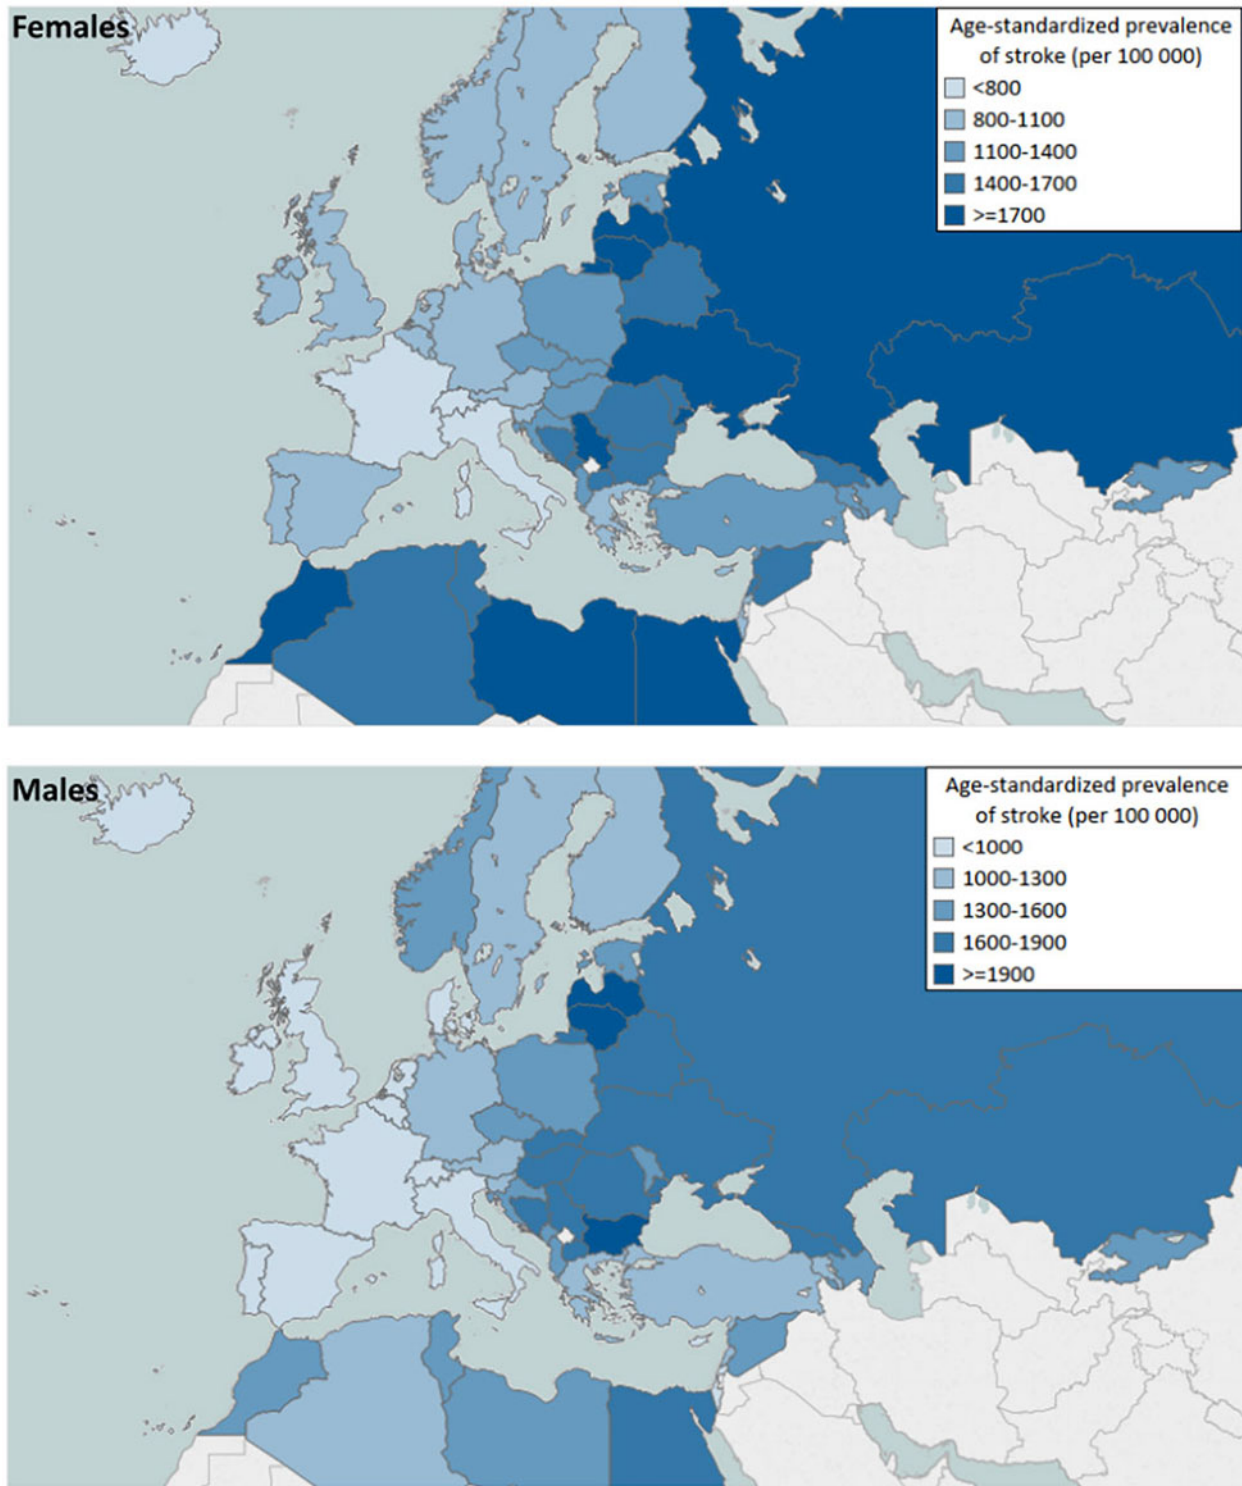 Females
Age-standardized prevalence
of stroke (per 100 000)
<800
800-1100
1100-1400
1400-1700
>=1700
Males
Age-standardized prevalence
of stroke (per 100 000)
<1000
1000-1300
1300-1600
1600-1900
>=1900